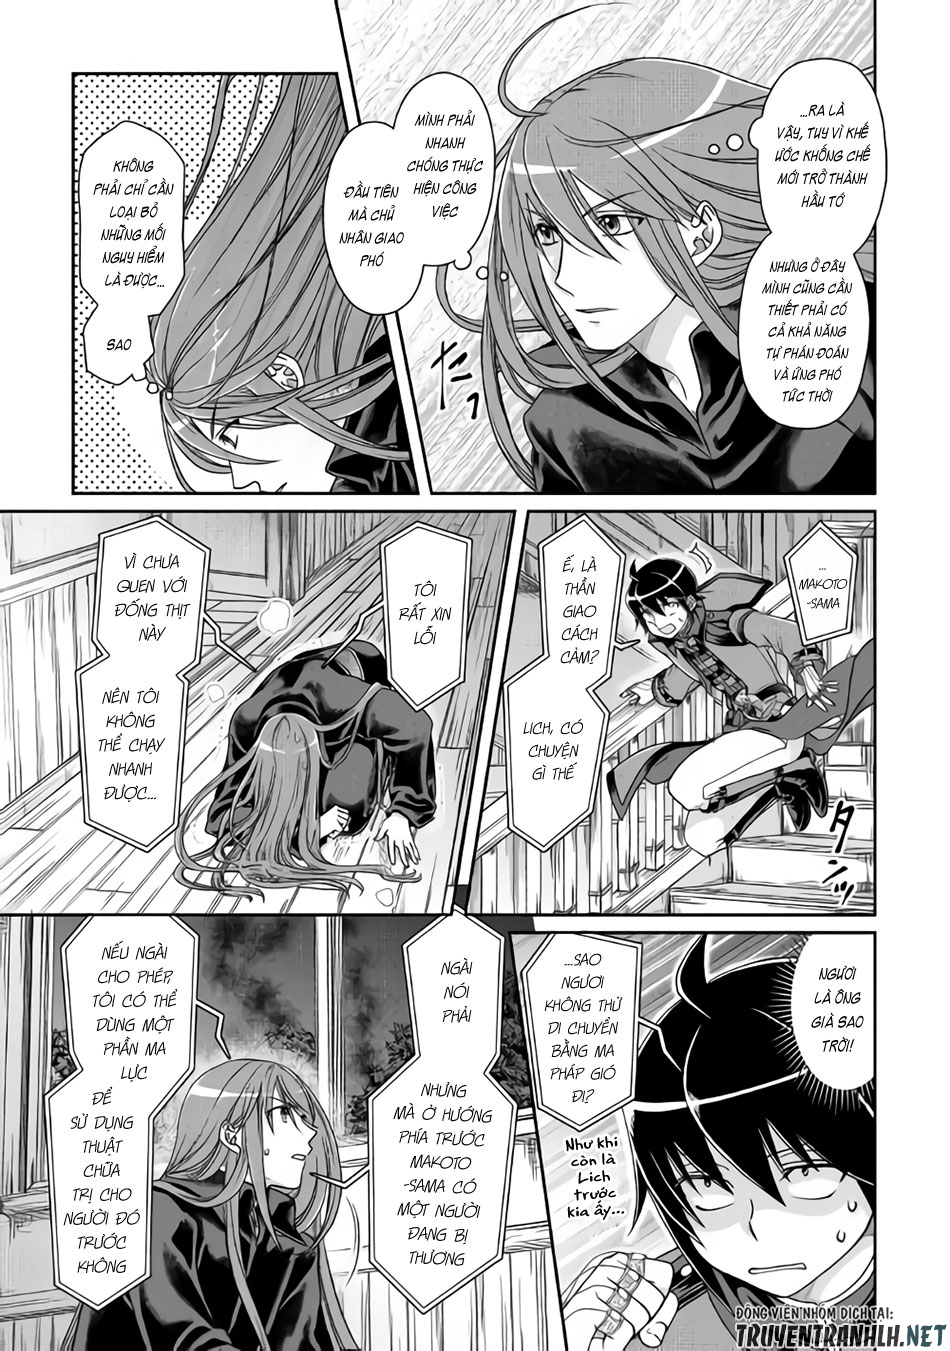 ...RA LÀ
VẬY, TUY VÌ KHẾ
ƯỚC KHỐNG CHẾ
MỚI TRỞ THÀNH
HẦU TỚ
NHƯNG Ở ĐÂY
MÌNH CŨNG CẦN
THIẾT PHẢI CÓ
CẢ KHẢ NĂNG
TỰ PHÁN ĐOÁN
VÀ ỨNG PHÓ
TỨC THỜI
MÌNH PHẢI
NHANH
CHÓNG THỰC
HIỆN CÔNG
VIỆC
ĐẦU TIÊN
MÀ CHỦ
NHÂN GIAO
PHÓ
たっ
KHÔNG
PHẢI CHỈ CẦN
LOẠI BỎ
NHỮNG MỐI
NGUY HIỂM
LÀ ĐƯỢC...
SAO
...
MAKOTO
-SAMA
Ế, LÀ
THẦN
GIAO
CÁCH
CẢM?
LICH, CÓ
CHUYỆN
GÌ THẾ
タンッ
TÔI
RẤT XIN
LỖI
VÌ CHƯA
QUEN VỚI
ĐỐNG THỊT
NÀY
NÊN TÔI
KHÔNG
THỂ CHẠY
NHANH
ĐƯỢC...
NGƯƠI
LÀ ÔNG
GIÀ SAO
TRỜI!
...SAO
NGƯƠI
KHÔNG THỬ
DI CHUYỂN
BẰNG MA
PHÁP GIÓ
ĐI?
Như khi
còn là
Lich
trước
kia ấy...
NGÀI
NÓI
PHẢI
NHƯNG
MÀ Ở HƯỚNG
PHÍA TRƯỚC
MAKOTO
-SAMA CÓ
MỘT NGƯỜI
ĐANG BỊ
THƯƠNG
NẾU NGÀI
CHO PHÉP,
TÔI CÓ THỂ
DÙNG MỘT
PHẦN MA
LỰC
ĐỂ
SỬ DỤNG
THUẬT
CHỮA
TRỊ CHO
NGƯỜI ĐÓ
TRƯỚC
KHÔNG
ĐỘNG VIÊN NHÓM DỊCH TẠI:
TRUYENTRANHLH.NET